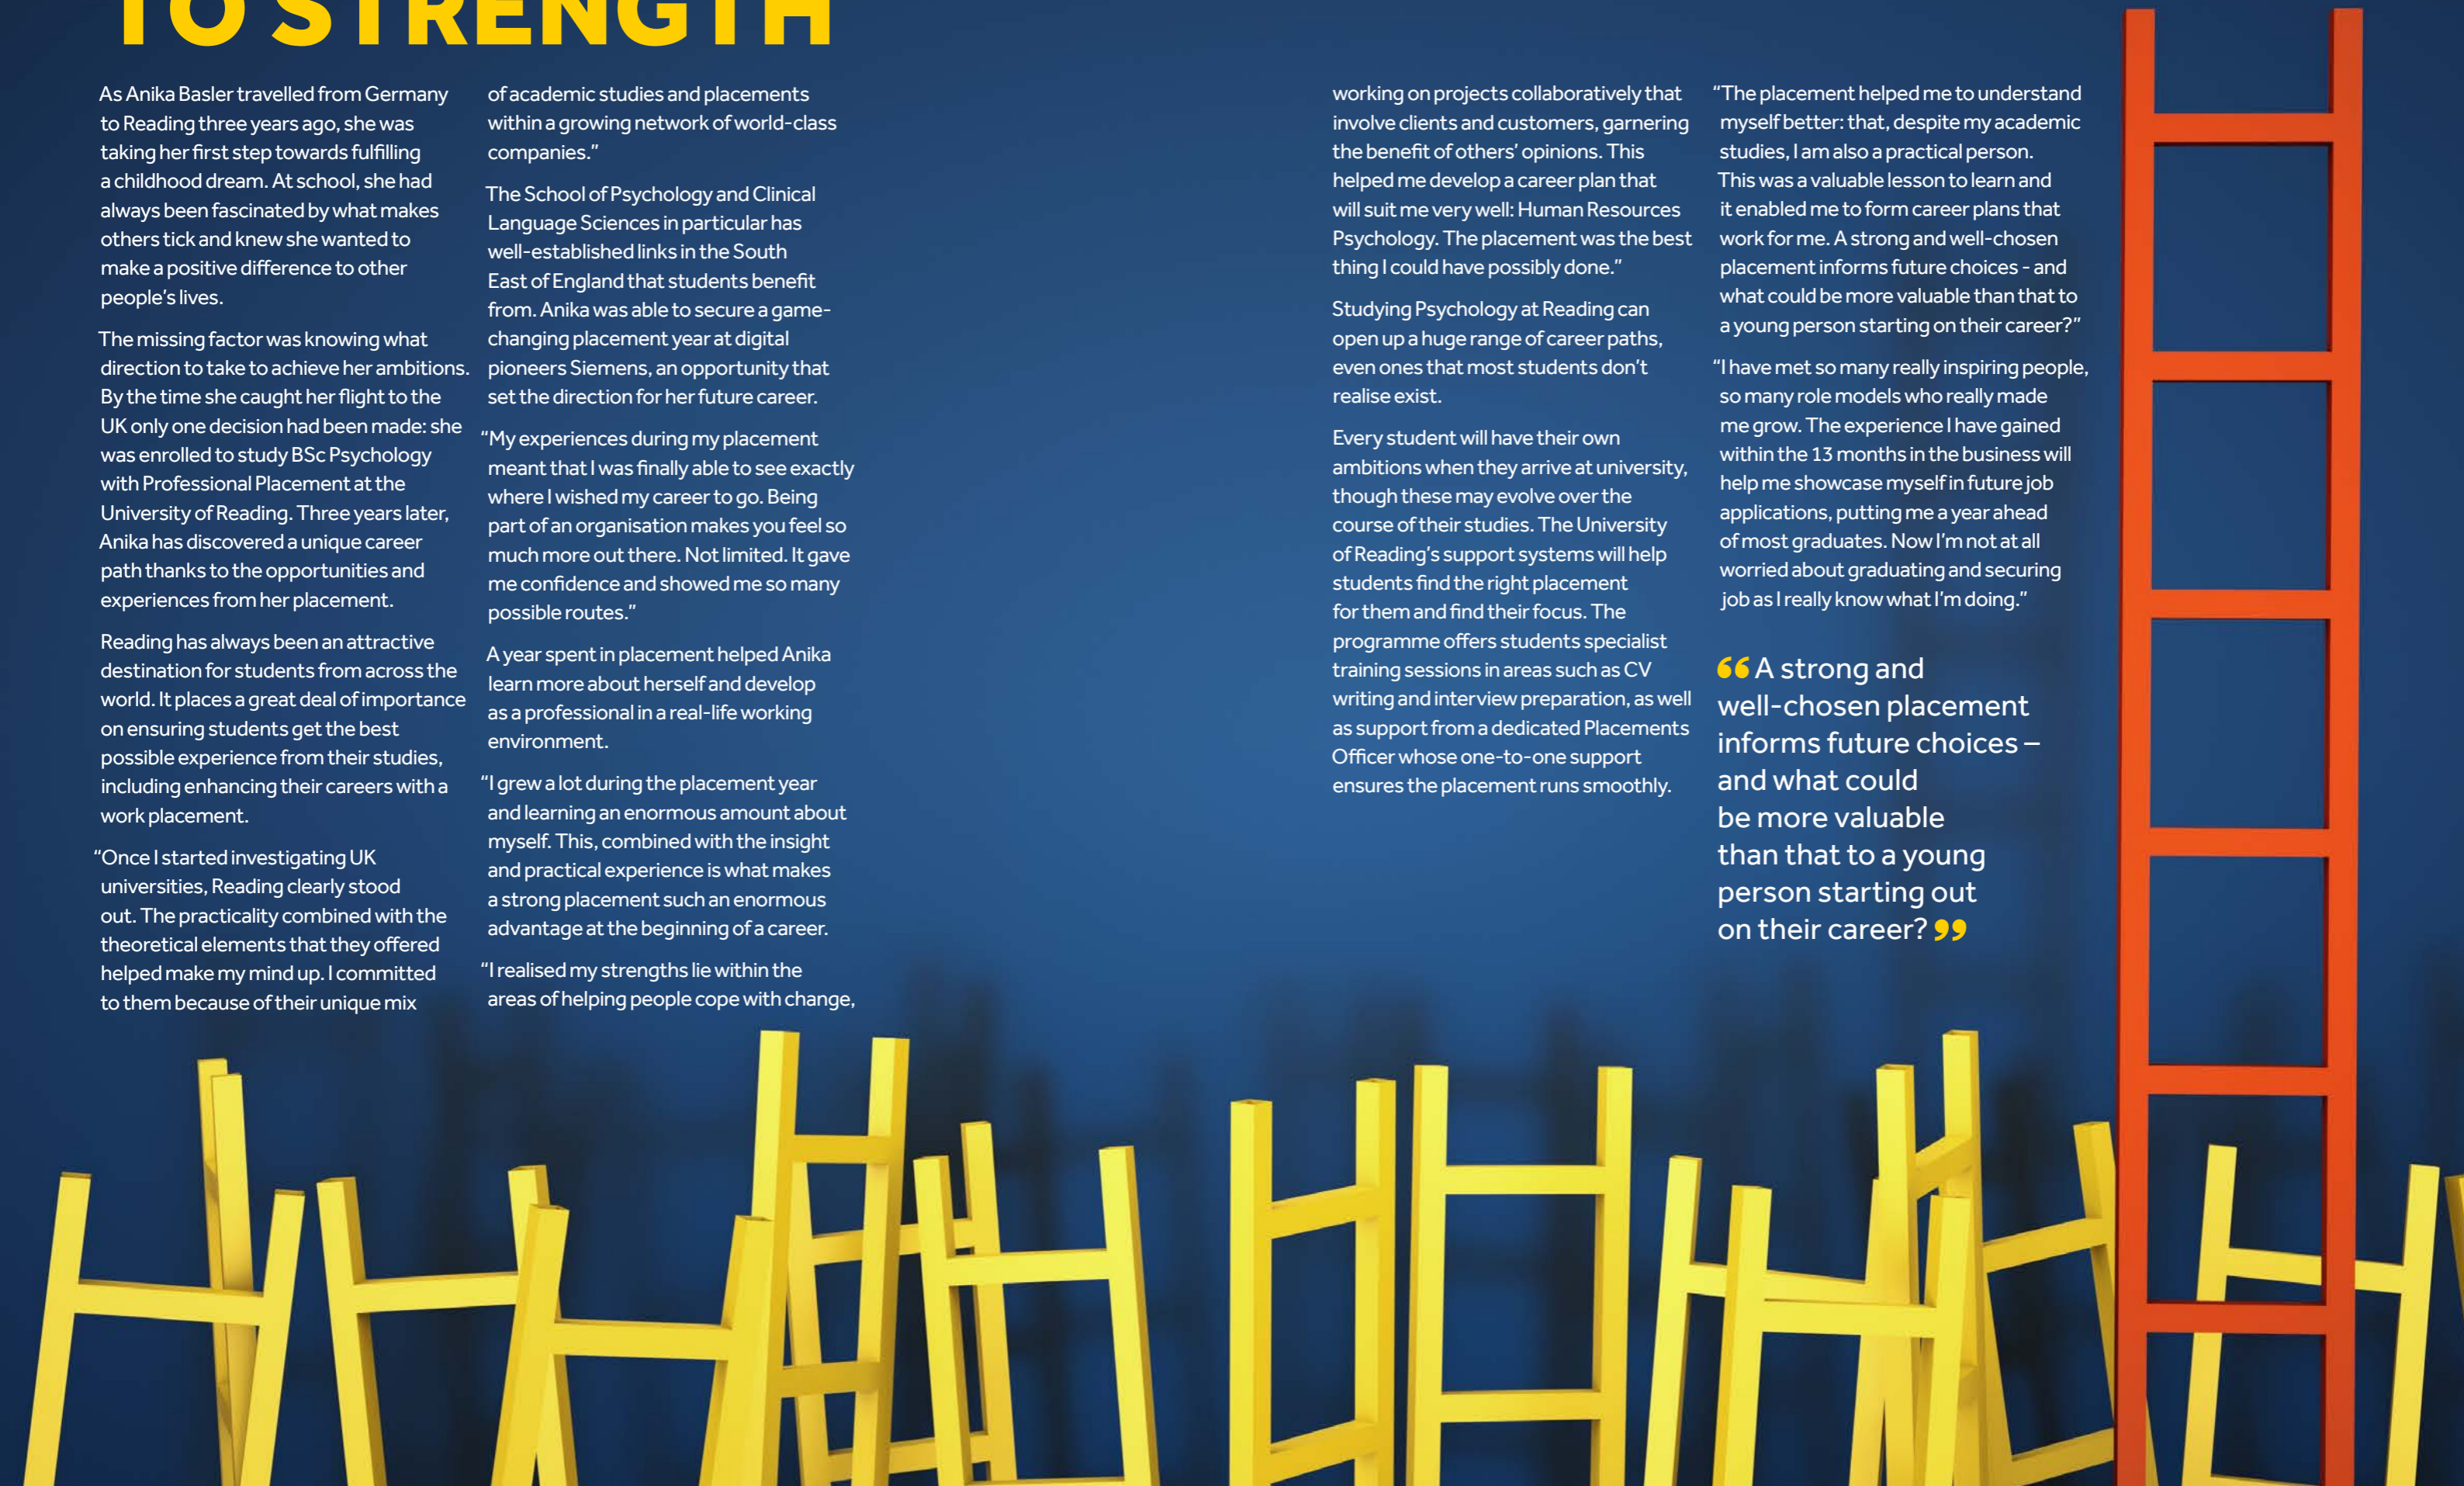 TO STRENGTH
As Anika Basler travelled from Germany
to Reading three years ago, she was
taking her first step towards fulfilling
a childhood dream. At school, she had
always been fascinated by what makes
others tick and knew she wanted to
make a positive difference to other
people's lives.
The missing factor was knowing what
direction to take to achieve her ambitions.
By the time she caught her flight to the
UK only one decision had been made: she
was enrolled to study BSc Psychology
with Professional Placement at the
University of Reading. Three years later,
Anika has discovered a unique career
path thanks to the opportunities and
experiences from her placement.
Reading has always been an attractive
destination for students from across the
world. It places a great deal of importance
on ensuring students get the best
possible experience from their studies,
including enhancing their careers with a
work placement.
“Once I started investigating UK
universities, Reading clearly stood
out. The practicality combined with the
theoretical elements that they offered
helped make my mind up. I committed
to them because of their unique mix
of academic studies and placements
within a growing network of world-class
companies.”
The School of Psychology and Clinical
Language Sciences in particular has
well-established links in the South
East of England that students benefit
from. Anika was able to secure a game-
changing placement year at digital
pioneers Siemens, an opportunity that
set the direction for her future career.
“My experiences during my placement
meant that I was finally able to see exactly
where I wished my career to go. Being
part of an organisation makes you feel so
much more out there. Not limited. It gave
me confidence and showed me so many
possible routes.”
A year spent in placement helped Anika
learn more about herself and develop
as a professional in a real-life working
environment.
“I grew a lot during the placement year
and learning an enormous amount about
myself. This, combined with the insight
and practical experience is what makes
a strong placement such an enormous
advantage at the beginning of a career.
“I realised my strengths lie within the
areas of helping people cope with change,
working on projects collaboratively that
involve clients and customers, garnering
the benefit of others' opinions. This
helped me develop a career plan that
will suit me very well: Human Resources
Psychology. The placement was the best
thing I could have possibly done.”
Studying Psychology at Reading can
open up a huge range of career paths,
even ones that most students don't
realise exist.
Every student will have their own
ambitions when they arrive at university,
though these may evolve over the
course of their studies. The University
of Reading's support systems will help
students find the right placement
for them and find their focus. The
programme offers students specialist
training sessions in areas such as CV
writing and interview preparation, as well
as support from a dedicated Placements
Officer whose one-to-one support
ensures the placement runs smoothly.
“The placement helped me to understand
myself better: that, despite my academic
studies, I am also a practical person.
This was a valuable lesson to learn and
it enabled me to form career plans that
work for me. A strong and well-chosen
placement informs future choices - and
what could be more valuable than that to
a young person starting on their career?”
“I have met so many really inspiring people,
so many role models who really made
me grow. The experience I have gained
within the 13 months in the business will
help me showcase myself in future job
applications, putting me a year ahead
of most graduates. Now I'm not at all
worried about graduating and securing
job as I really know what I'm doing.”
“A strong and
well-chosen placement
informs future choices –
and what could
be more valuable
than that to a young
person starting out
on their career?”